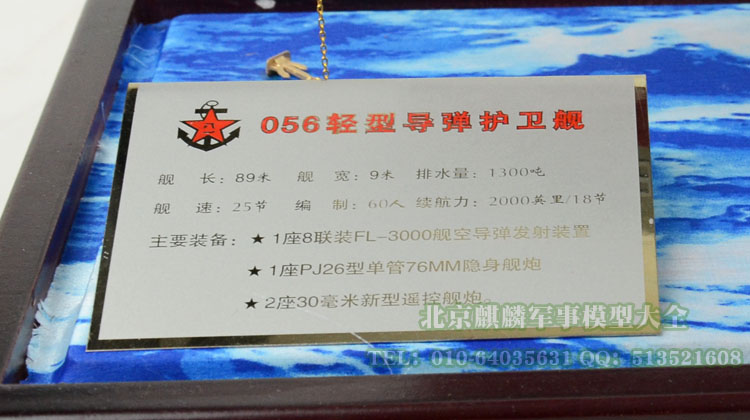 056轻型导弹护卫舰
舰 长：89米 舰 宽：9米 排水量：1300吨
舰 速：25节 编 制：60人 续航力：2000英里/18节
主要装备：★ 1座8联装FL-3000舰空导弹发射装置
★ 1座PJ26型单管76MM隐身舰炮
★ 2座30毫米新型遥控舰炮。
北京麒麟军事模型大全
TEL：010-64035631 QQ：513521608